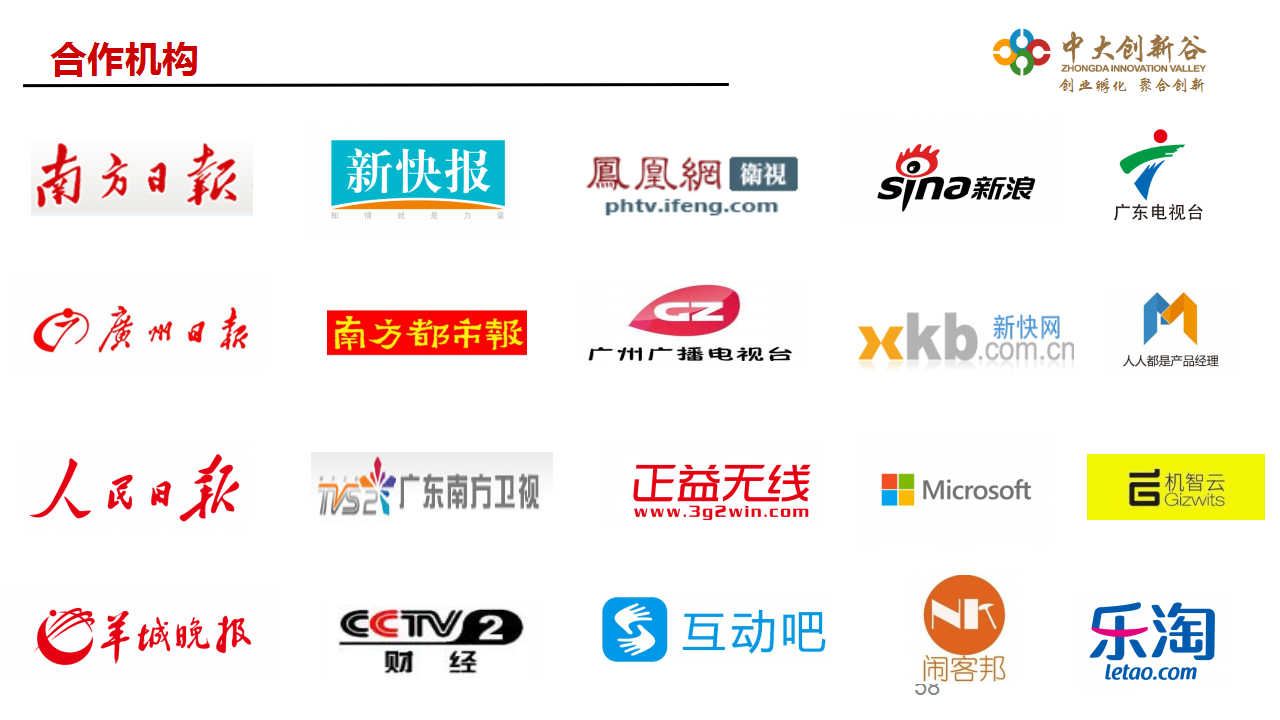 合作机构
中大创新谷
ZHONGDA INNOVATION VALLEY
创业孵化 聚合创新
南方日報
新快报
知情就是力量
鳳凰網 衛視
phtv.ifeng.com
sina新浪
广东电视台
廣州日報
南方都市報
GZ
广州广播电视台
xkb 新快网
.com.cn
人人都是产品经理
人民日报
TVS2 广东南方卫视
正益无线
www.3g2win.com
Microsoft
机智云
Gizwits
羊城晚报
CCTV 2
财经
互动吧
NK
闹客邦
乐淘
letao.com
58